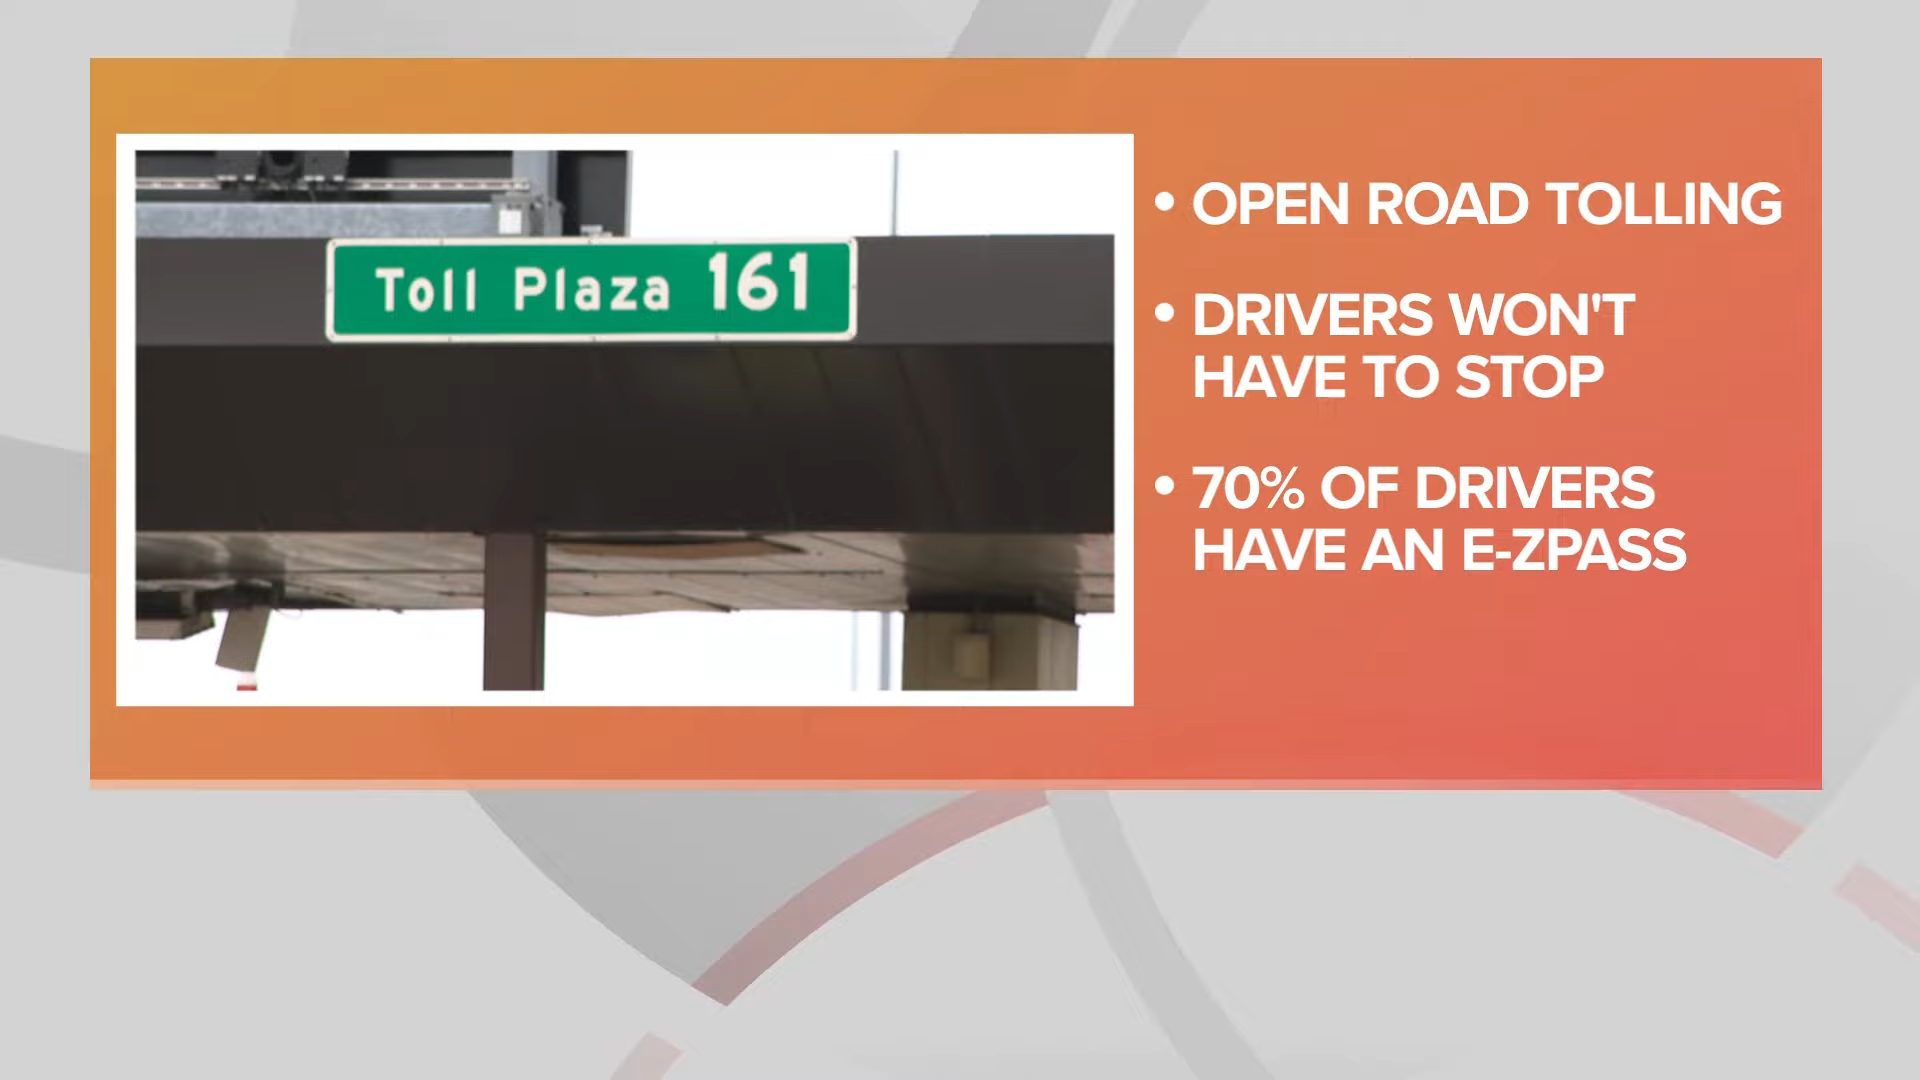 Toll Plaza 161
• OPEN ROAD TOLLING
• DRIVERS WON'T
HAVE TO STOP
• 70% OF DRIVERS
HAVE AN E-ZPASS